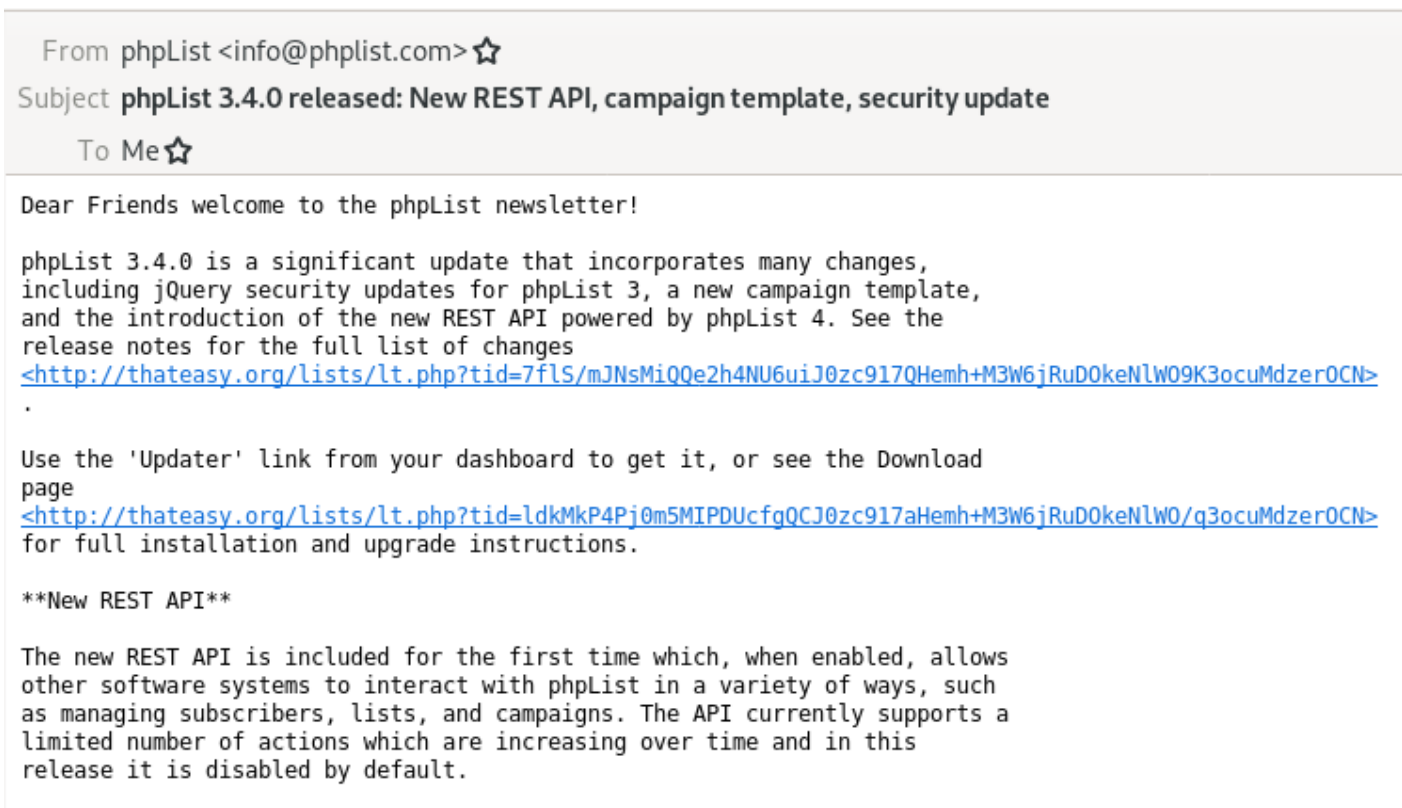 From phpList <info@phplist.com>
Subject phpList 3.4.0 released: New REST API, campaign template, security update
To Me
Dear Friends welcome to the phpList newsletter!
phpList 3.4.0 is a significant update that incorporates many changes,
including jQuery security updates for phpList 3, a new campaign template,
and the introduction of the new REST API powered by phpList 4. See the
release notes for the full list of changes
<http://thateasy.org/lists/lt.php?tid=7flS/mJNsMiQQe2h4NU6uiJ0zc917QHemh+M3W6jRuDOkeNlWO9K3ocuMdzerOCN>
.
Use the 'Updater' link from your dashboard to get it, or see the Download
page
<http://thateasy.org/lists/lt.php?tid=ldkMkP4Pj0m5MIPDUcfgQCJ0zc917aHemh+M3W6jRuDOkeNlWO/q3ocuMdzerOCN>
for full installation and upgrade instructions.
**New REST API**
The new REST API is included for the first time which, when enabled, allows
other software systems to interact with phpList in a variety of ways, such
as managing subscribers, lists, and campaigns. The API currently supports a
limited number of actions which are increasing over time and in this
release it is disabled by default.